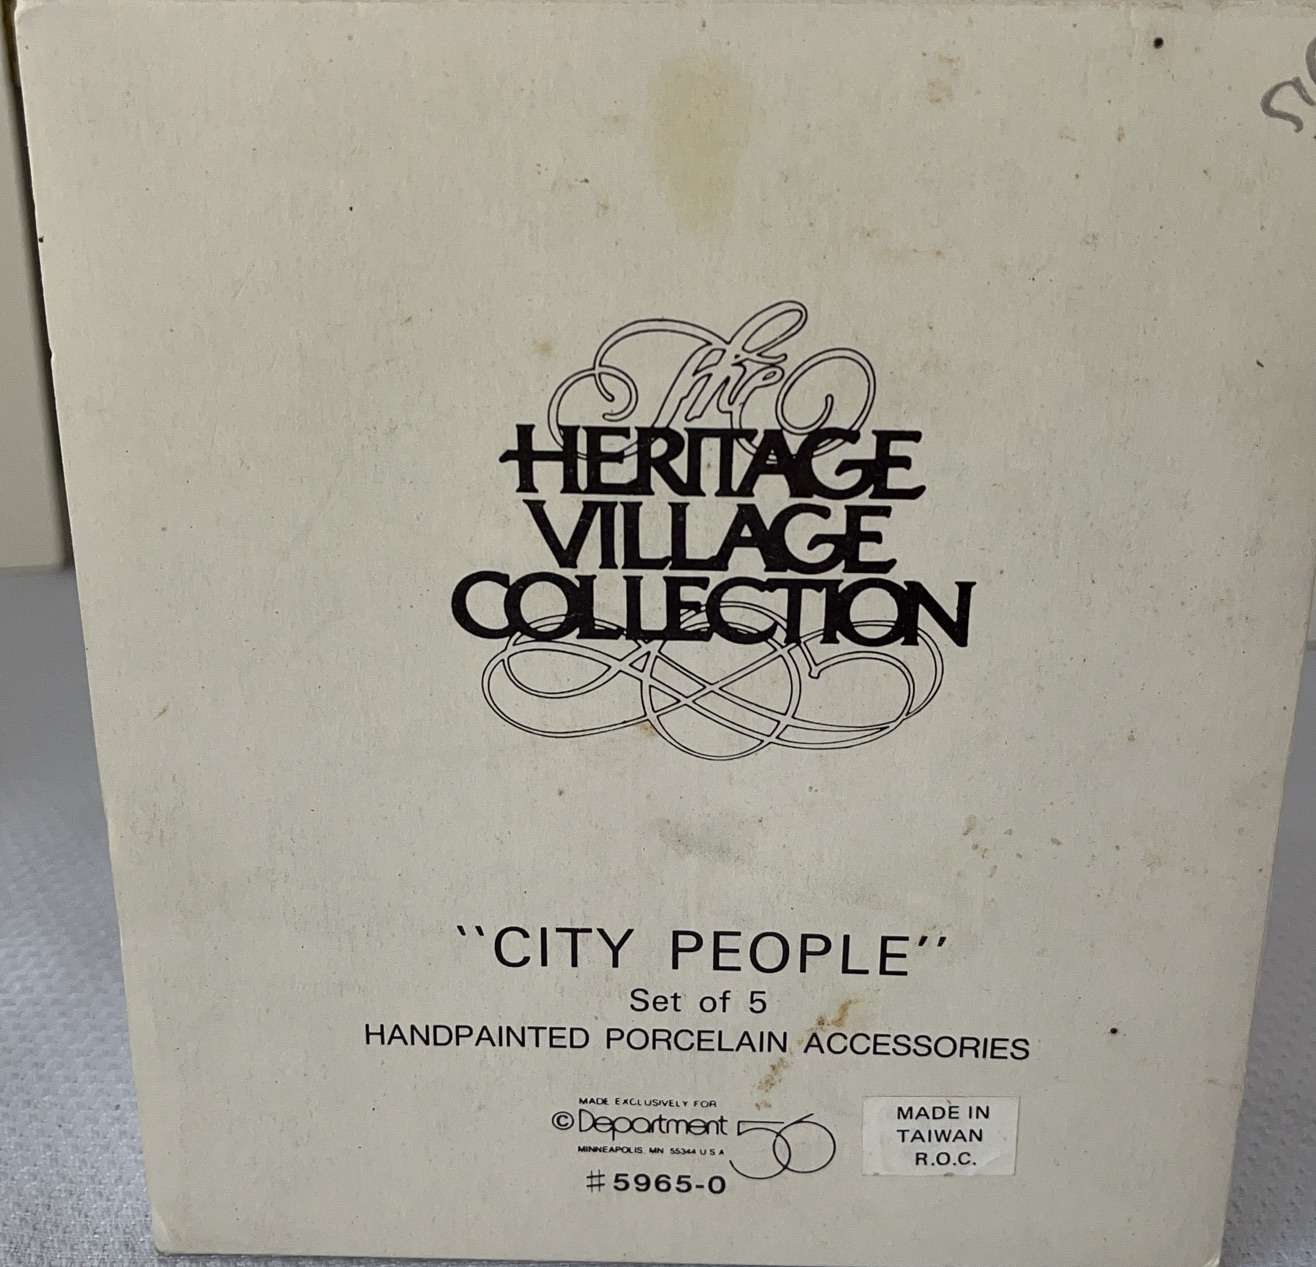 The
HERITAGE
VILLAGE
COLLECTION
"CITY PEOPLE"
Set of 5
HANDPAINTED PORCELAIN ACCESSORIES
MADE EXCLUSIVELY FOR
© Department 56
MINNEAPOLIS, MN 55344 U S A
#5965-0
MADE IN
TAIWAN
R.O.C.